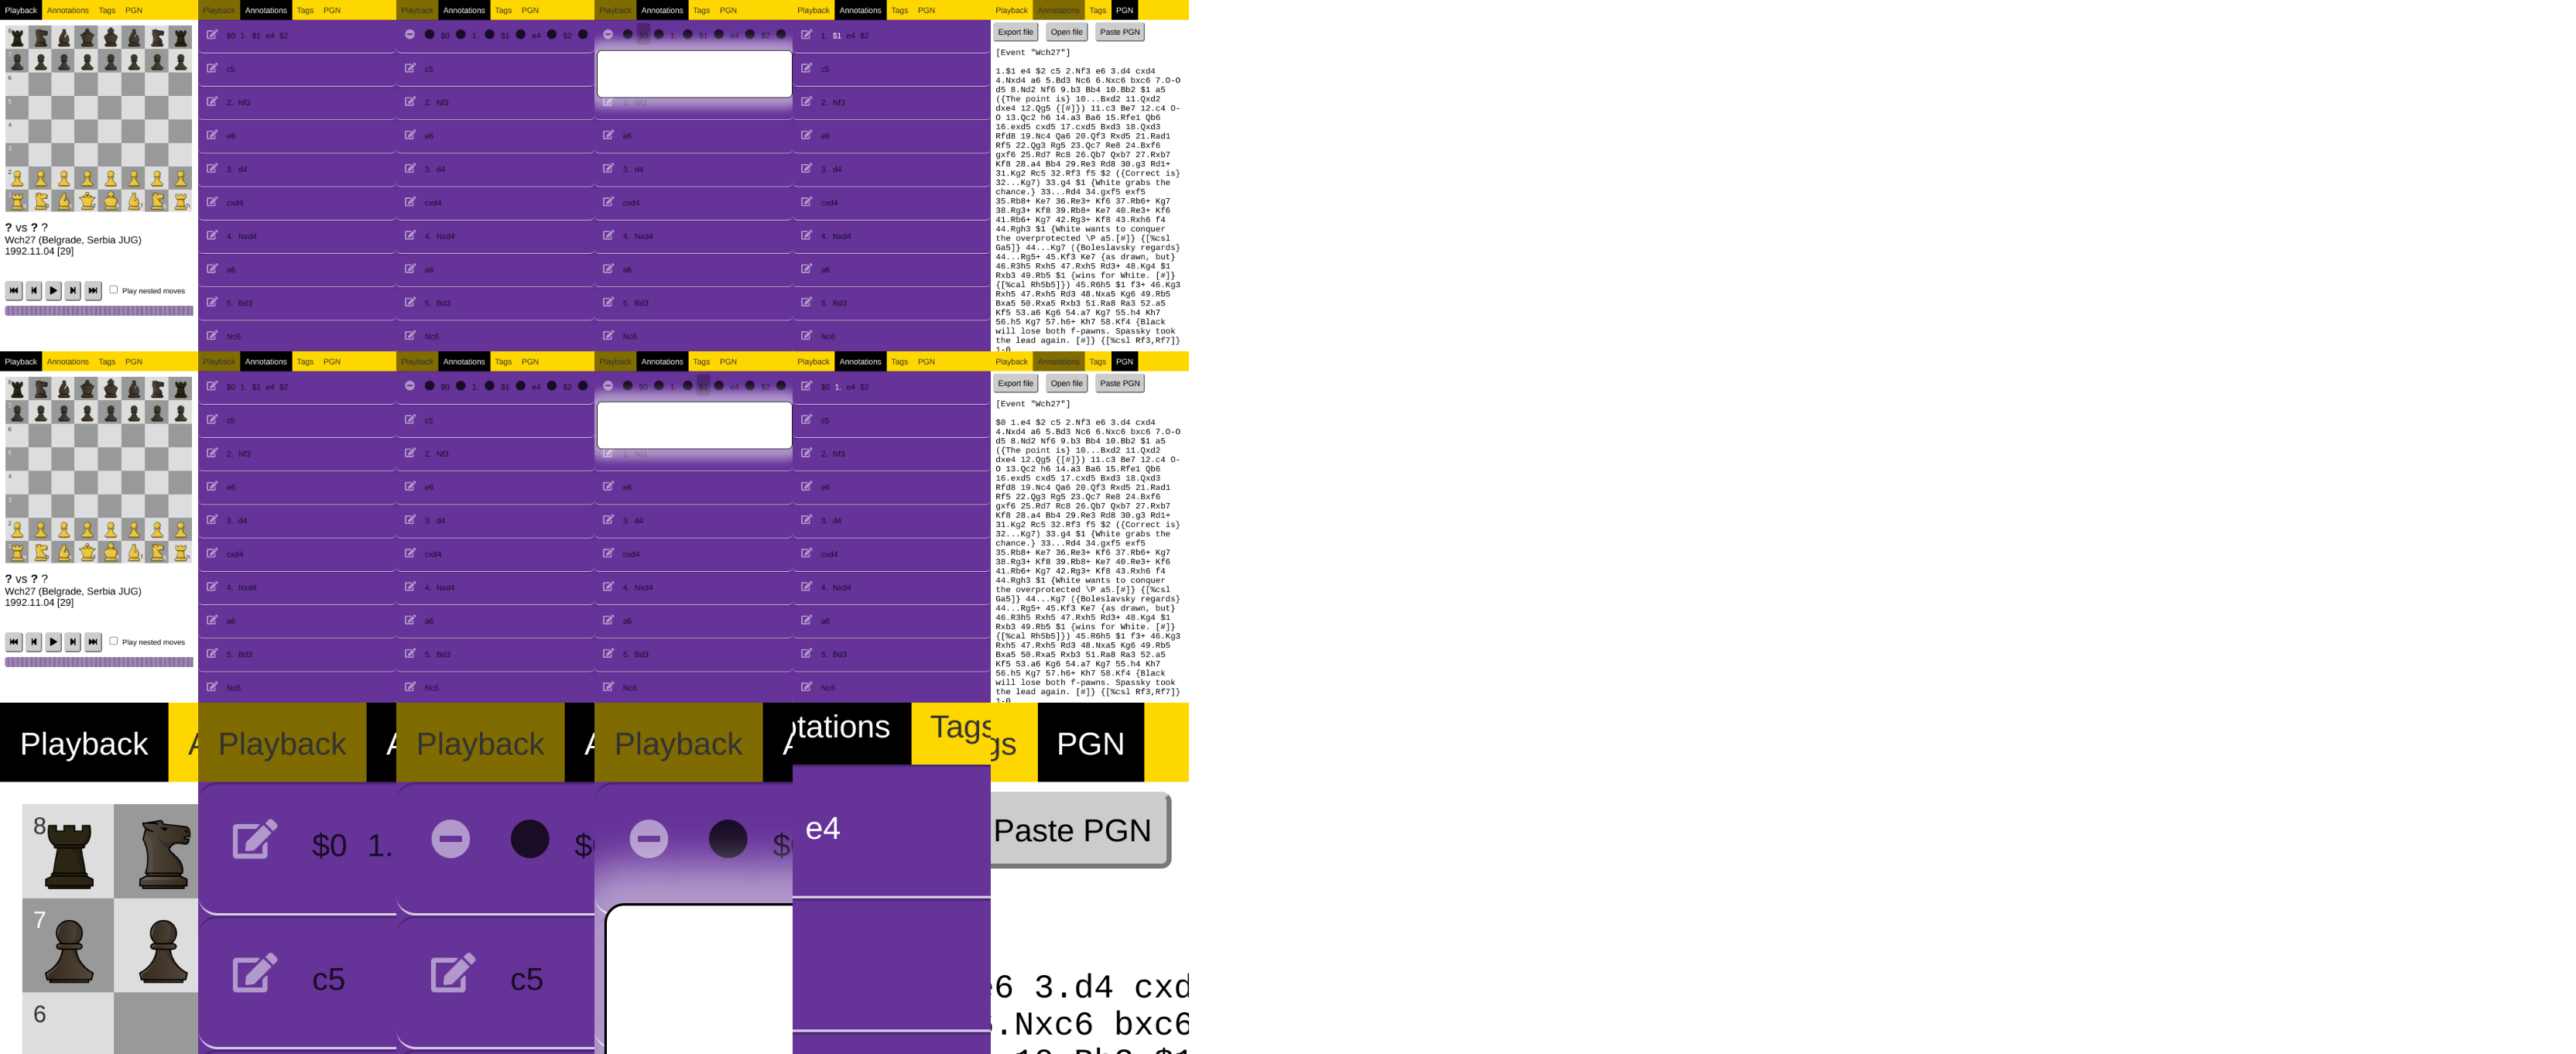 Playback Annotations Tags PGN
8
7
6
5
4
3
2
? vs ? ?
Wch27 (Belgrade, Serbia JUG)
1992.11.04 [29]
Play nested moves
Playback Annotations Tags PGN
$0 1. $1 e4 $2
c5
2. Nf3
e6
3. d4
cxd4
4. Nxd4
a6
5. Bd3
Nc6
Playback Annotations Tags PGN
$0 1. $1 e4 $2
c5
2. Nf3
e6
3. d4
cxd4
4. Nxd4
a6
5. Bd3
Nc6
Playback Annotations Tags PGN
$0 1. $1 e4 $2
2. Nf3
e6
3. d4
cxd4
4. Nxd4
a6
5. Bd3
Nc6
Playback Annotations Tags PGN
1. $1 e4 $2
c5
2. Nf3
e6
3. d4
cxd4
4. Nxd4
a6
5. Bd3
Nc6
Playback Annotations Tags PGN
Export file Open file Paste PGN
[Event "Wch27"]
1.$1 e4 $2 c5 2.Nf3 e6 3.d4 cxd4
4.Nxd4 a6 5.Bd3 Nc6 6.Nxc6 bxc6 7.O-O
d5 8.Nd2 Nf6 9.b3 Bb4 10.Bb2 $1 a5
({The point is} 10...Bxd2 11.Qxd2
dxe4 12.Qg5 {[#]}) 11.c3 Be7 12.c4 O-
O 13.Qc2 h6 14.a3 Ba6 15.Rfe1 Qb6
16.exd5 cxd5 17.cxd5 Bxd3 18.Qxd3
Rfd8 19.Nc4 Qa6 20.Qf3 Rxd5 21.Rad1
Rf5 22.Qg3 Rg5 23.Qc7 Re8 24.Bxf6
gxf6 25.Rd7 Rc8 26.Qb7 Qxb7 27.Rxb7
Kf8 28.a4 Bb4 29.Re3 Rd8 30.g3 Rd1+
31.Kg2 Rc5 32.Rf3 f5 $2 ({Correct is}
32...Kg7) 33.g4 $1 {White grabs the
chance.} 33...Rd4 34.gxf5 exf5
35.Rb8+ Ke7 36.Re3+ Kf6 37.Rb6+ Kg7
38.Rg3+ Kf8 39.Rb8+ Ke7 40.Re3+ Kf6
41.Rb6+ Kg7 42.Rg3+ Kf8 43.Rxh6 f4
44.Rgh3 $1 {White wants to conquer
the overprotected \P a5.[#]} {[%csl
Ga5]} 44...Kg7 ({Boleslavsky regards}
44...Rg5+ 45.Kf3 Ke7 {as drawn, but}
46.R3h5 Rxh5 47.Rxh5 Rd3+ 48.Kg4 $1
Rxb3 49.Rb5 $1 {wins for White. [#]}
{[%cal Rh5b5]}) 45.R6h5 $1 f3+ 46.Kg3
Rxh5 47.Rxh5 Rd3 48.Nxa5 Kg6 49.Rb5
Bxa5 50.Rxa5 Rxb3 51.Ra8 Ra3 52.a5
Kf5 53.a6 Kg6 54.a7 Kg7 55.h4 Kh7
56.h5 Kg7 57.h6+ Kh7 58.Kf4 {Black
will lose both f-pawns. Spassky took
the lead again. [#]} {[%csl Rf3,Rf7]}
1-0
Playback Annotations Tags PGN
8
7
6
5
4
3
2
? vs ? ?
Wch27 (Belgrade, Serbia JUG)
1992.11.04 [29]
Play nested moves
Playback Annotations Tags PGN
$0 1. $1 e4 $2
c5
2. Nf3
e6
3. d4
cxd4
4. Nxd4
a6
5. Bd3
Nc6
Playback Annotations Tags PGN
$0 1. $1 e4 $2
c5
2. Nf3
e6
3. d4
cxd4
4. Nxd4
a6
5. Bd3
Nc6
Playback Annotations Tags PGN
$0 1. $1 e4 $2
2. Nf3
e6
3. d4
cxd4
4. Nxd4
a6
5. Bd3
Nc6
Playback Annotations Tags PGN
$0 1. e4 $2
c5
2. Nf3
e6
3. d4
cxd4
4. Nxd4
a6
5. Bd3
Nc6
Playback Annotations Tags PGN
Export file Open file Paste PGN
[Event "Wch27"]
$0 1.e4 $2 c5 2.Nf3 e6 3.d4 cxd4
4.Nxd4 a6 5.Bd3 Nc6 6.Nxc6 bxc6 7.O-O
d5 8.Nd2 Nf6 9.b3 Bb4 10.Bb2 $1 a5
({The point is} 10...Bxd2 11.Qxd2
dxe4 12.Qg5 {[#]}) 11.c3 Be7 12.c4 O-
O 13.Qc2 h6 14.a3 Ba6 15.Rfe1 Qb6
16.exd5 cxd5 17.cxd5 Bxd3 18.Qxd3
Rfd8 19.Nc4 Qa6 20.Qf3 Rxd5 21.Rad1
Rf5 22.Qg3 Rg5 23.Qc7 Re8 24.Bxf6
gxf6 25.Rd7 Rc8 26.Qb7 Qxb7 27.Rxb7
Kf8 28.a4 Bb4 29.Re3 Rd8 30.g3 Rd1+
31.Kg2 Rc5 32.Rf3 f5 $2 ({Correct is}
32...Kg7) 33.g4 $1 {White grabs the
chance.} 33...Rd4 34.gxf5 exf5
35.Rb8+ Ke7 36.Re3+ Kf6 37.Rb6+ Kg7
38.Rg3+ Kf8 39.Rb8+ Ke7 40.Re3+ Kf6
41.Rb6+ Kg7 42.Rg3+ Kf8 43.Rxh6 f4
44.Rgh3 $1 {White wants to conquer
the overprotected \P a5.[#]} {[%csl
Ga5]} 44...Kg7 ({Boleslavsky regards}
44...Rg5+ 45.Kf3 Ke7 {as drawn, but}
46.R3h5 Rxh5 47.Rxh5 Rd3+ 48.Kg4 $1
Rxb3 49.Rb5 $1 {wins for White. [#]}
{[%cal Rh5b5]}) 45.R6h5 $1 f3+ 46.Kg3
Rxh5 47.Rxh5 Rd3 48.Nxa5 Kg6 49.Rb5
Bxa5 50.Rxa5 Rxb3 51.Ra8 Ra3 52.a5
Kf5 53.a6 Kg6 54.a7 Kg7 55.h4 Kh7
56.h5 Kg7 57.h6+ Kh7 58.Kf4 {Black
will lose both f-pawns. Spassky took
the lead again. [#]} {[%csl Rf3,Rf7]}
1-0
Playback
8
7
6
Playback
$0 1.
c5
Playback
c5
Playback
tations Tags
e4
gs PGN
Paste PGN
e6 3.d4 cxd
.Nxc6 bxc6